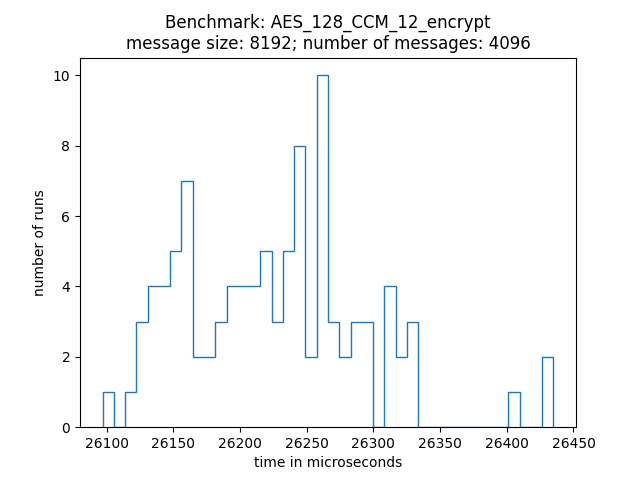 Benchmark: AES_128_CCM_12_encrypt
message size: 8192; number of messages: 4096
10
8
6
4
2
0
number of runs
26100 26150 26200 26250 26300 26350 26400 26450
time in microseconds